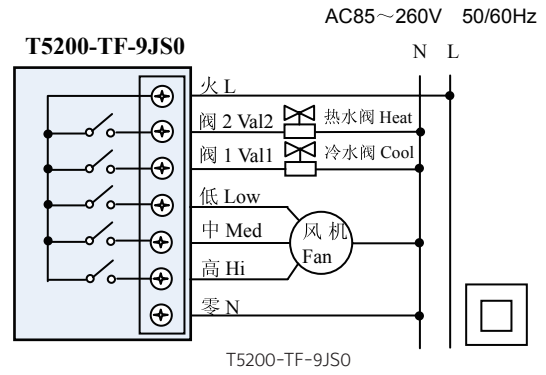 AC85～260V 50/60Hz
T5200-TF-9JS0
N L
火 L
阀 2 Val2 热水阀 Heat
阀 1 Val1 冷水阀 Cool
低 Low
中 Med
风 机
Fan
高 Hi
零 N
T5200-TF-9JS0